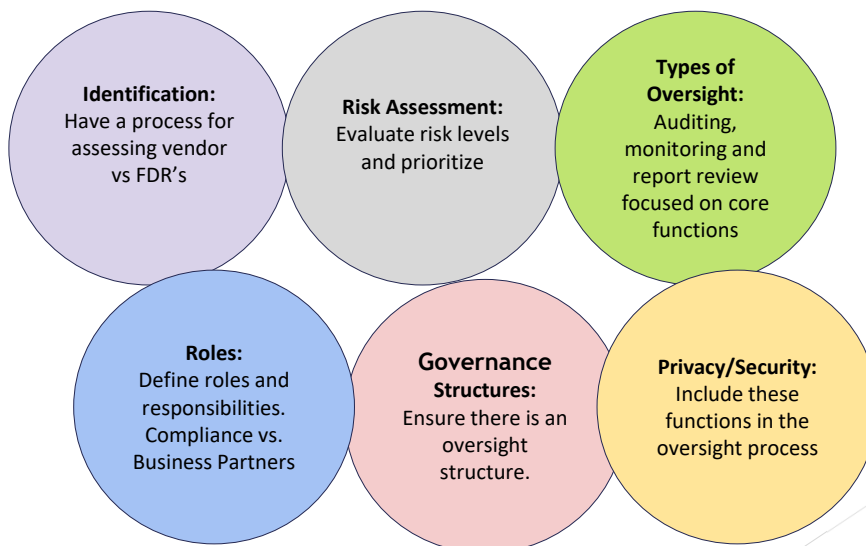 Identification:
Have a process for
assessing vendor
vs FDR's
Risk Assessment:
Evaluate risk levels
and prioritize
Types of
Oversight:
Auditing,
monitoring and
report review
focused on core
functions
Roles:
Define roles and
responsibilities.
Compliance vs.
Business Partners
Governance
Structures:
Ensure there is an
oversight
structure.
Privacy/Security:
Include these
functions in the
oversight process